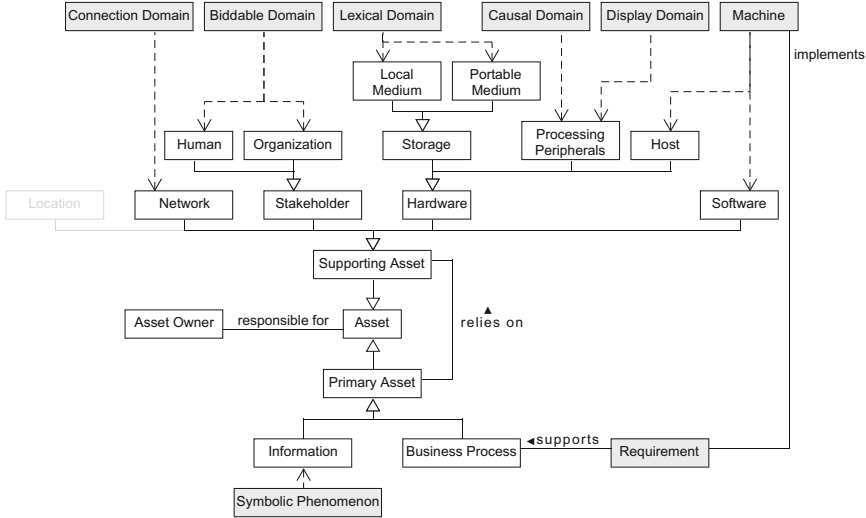 Connection Domain
Biddable Domain
Lexical Domain
Causal Domain
Display Domain
Machine
implements
Local
Medium
Portable
Medium
Human
Organization
Storage
Processing
Peripherals
Host
Location
Network
Stakeholder
Hardware
Software
Supporting Asset
Asset Owner
responsible for
Asset
▲
relies on
Primary Asset
Information
Business Process
◄supports
Requirement
Symbolic Phenomenon